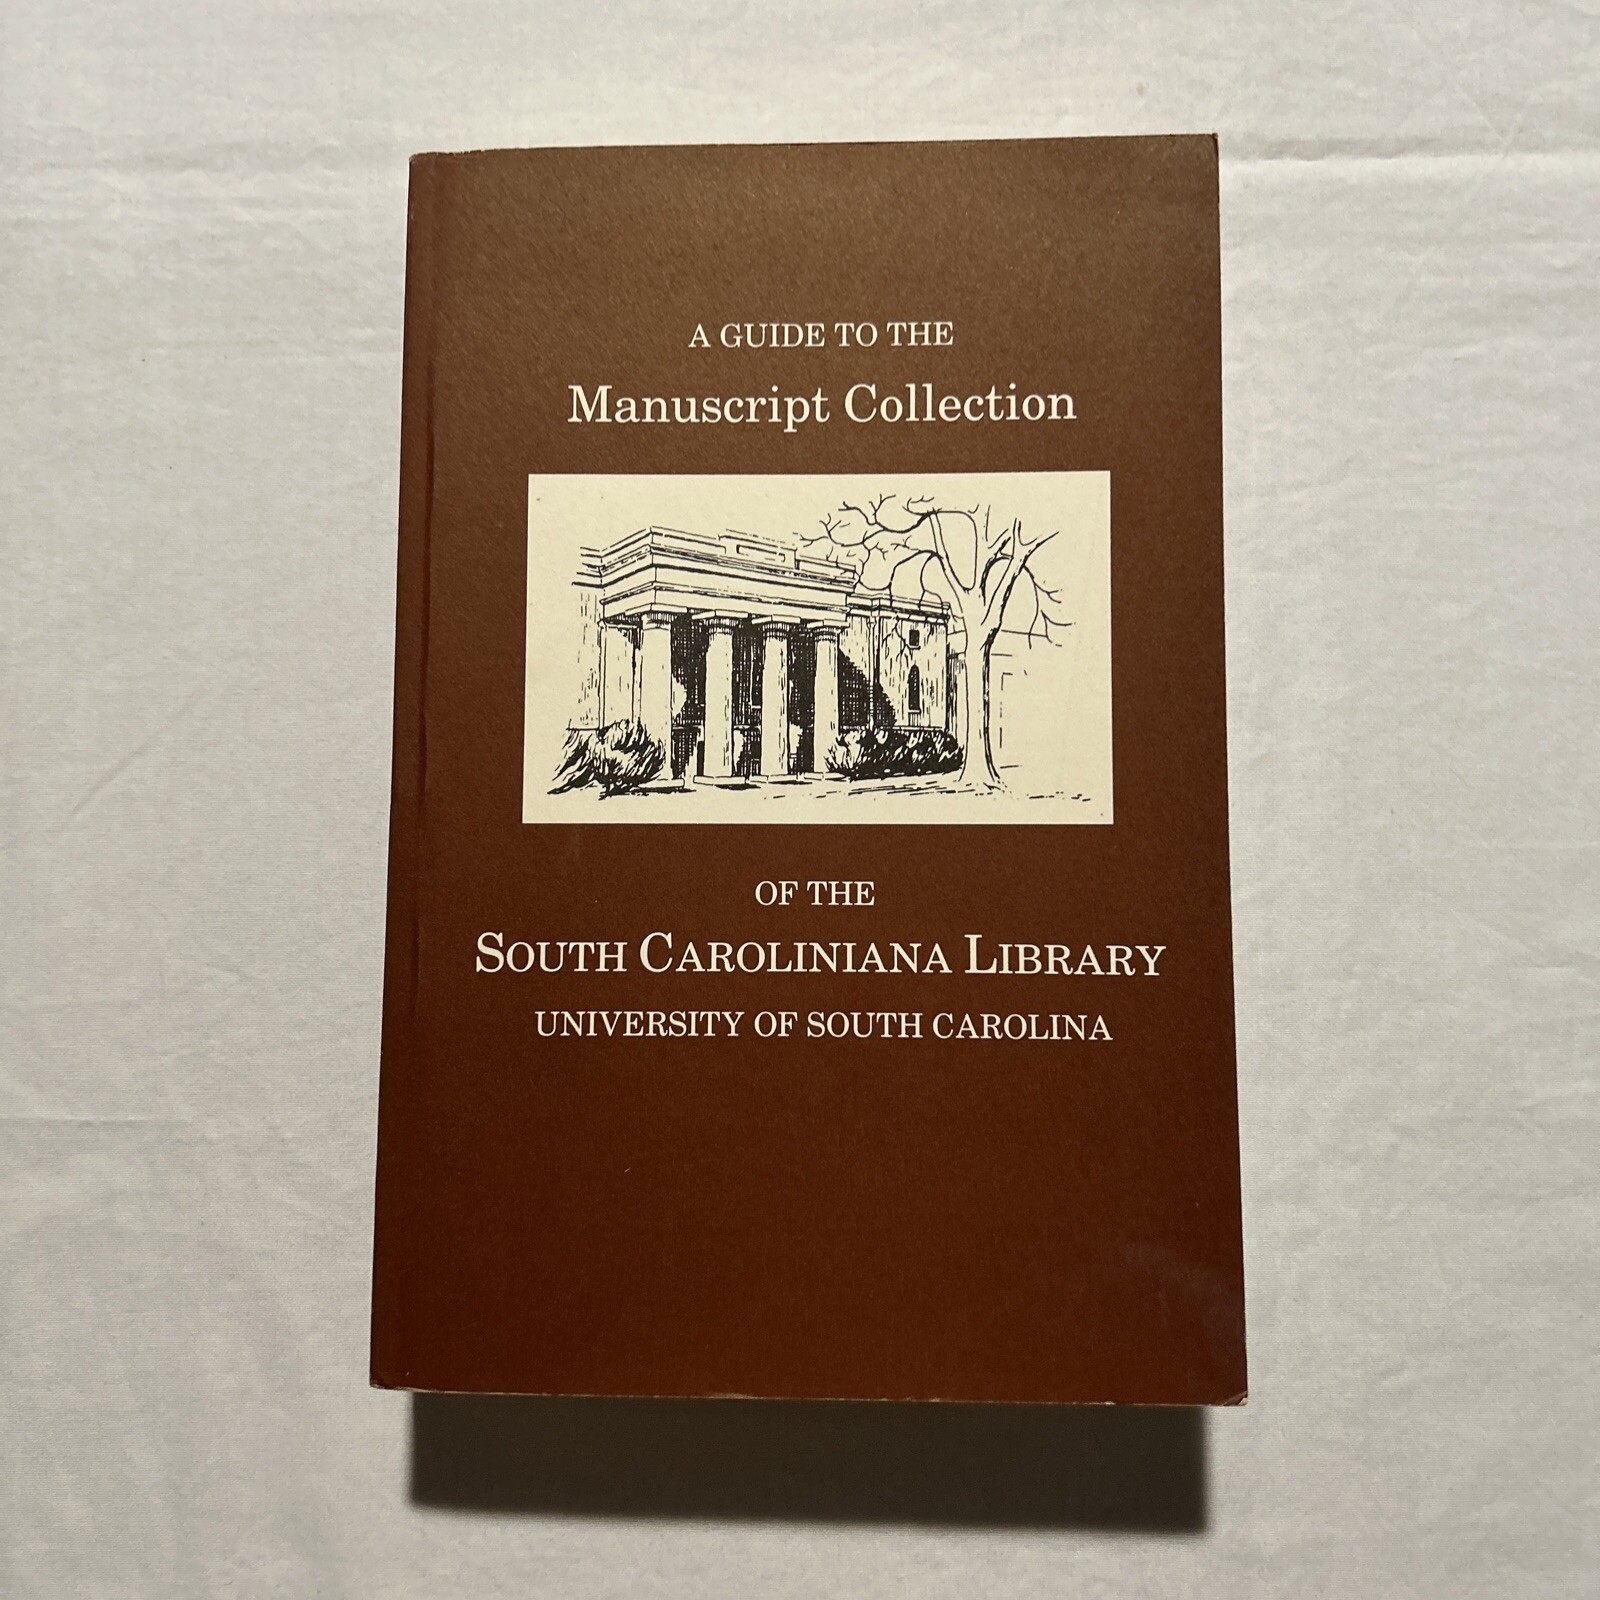 A GUIDE TO THE
Manuscript Collection
OF THE
SOUTH CAROLINIANA LIBRARY
UNIVERSITY OF SOUTH CAROLINA